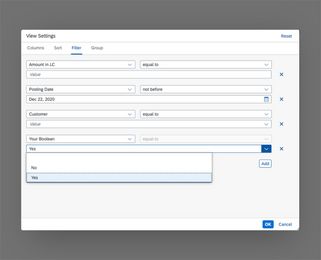 View Settings Reset
Columns Sort Filter Group
Amount in LC equal to
Value
Posting Date not before
Dec 22, 2020
Customer equal to
Value
Your Boolean equal to
Yes
No
Yes
Add
OK Cancel